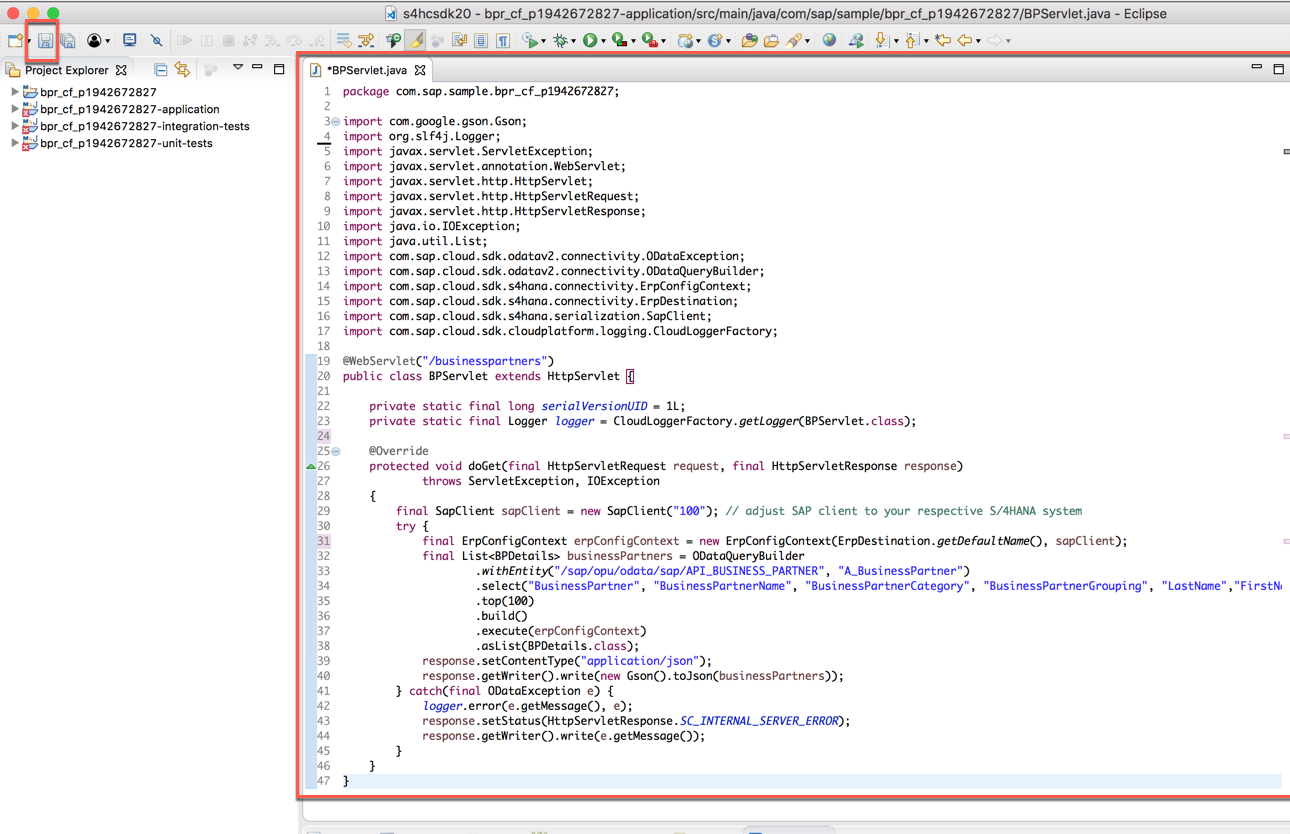 s4hcsdk20 - bpr_cf_p1942672827-application/src/main/java/com/sap/sample/bpr_cf_p1942672827/BPServlet.java - Eclipse
Project Explorer
bpr_cf_p1942672827
bpr_cf_p1942672827-application
bpr_cf_p1942672827-integration-tests
bpr_cf_p1942672827-unit-tests
*BPServlet.java
1 package com.sap.sample.bpr_cf_p1942672827;
2
3 import com.google.gson.Gson;
4 import org.slf4j.Logger;
5 import javax.servlet.ServletException;
6 import javax.servlet.annotation.WebServlet;
7 import javax.servlet.http.HttpServlet;
8 import javax.servlet.http.HttpServletRequest;
9 import javax.servlet.http.HttpServletResponse;
10 import java.io.IOException;
11 import java.util.List;
12 import com.sap.cloud.sdk.odatav2.connectivity.ODataException;
13 import com.sap.cloud.sdk.odatav2.connectivity.ODataQueryBuilder;
14 import com.sap.cloud.sdk.s4hana.connectivity.ErpConfigContext;
15 import com.sap.cloud.sdk.s4hana.connectivity.ErpDestination;
16 import com.sap.cloud.sdk.s4hana.serialization.SapClient;
17 import com.sap.cloud.sdk.cloudplatform.logging.CloudLoggerFactory;
18
19 @WebServlet("/businesspartners")
20 public class BPServlet extends HttpServlet {
21
22 private static final long serialVersionUID = 1L;
23 private static final Logger logger = CloudLoggerFactory.getLogger(BPServlet.class);
24
25 @Override
26 protected void doGet(final HttpServletRequest request, final HttpServletResponse response)
27 throws ServletException, IOException
28 {
29 final SapClient sapClient = new SapClient("100"); // adjust SAP client to your respective S/4HANA system
30 try {
31 final ErpConfigContext erpConfigContext = new ErpConfigContext(ErpDestination.getDefaultName(), sapClient);
32 final List<BPDetails> businessPartners = ODataQueryBuilder
33 .withEntity("/sap/opu/odata/sap/API_BUSINESS_PARTNER", "A_BusinessPartner")
34 .select("BusinessPartner", "BusinessPartnerName", "BusinessPartnerCategory", "BusinessPartnerGrouping", "LastName","FirstN
35 .top(100)
36 .build()
37 .execute(erpConfigContext)
38 .asList(BPDetails.class);
39 response.setContentType("application/json");
40 response.getWriter().write(new Gson().toJson(businessPartners));
41 } catch(final ODataException e) {
42 logger.error(e.getMessage(), e);
43 response.setStatus(HttpServletResponse.SC_INTERNAL_SERVER_ERROR);
44 response.getWriter().write(e.getMessage());
45 }
46 }
47 }